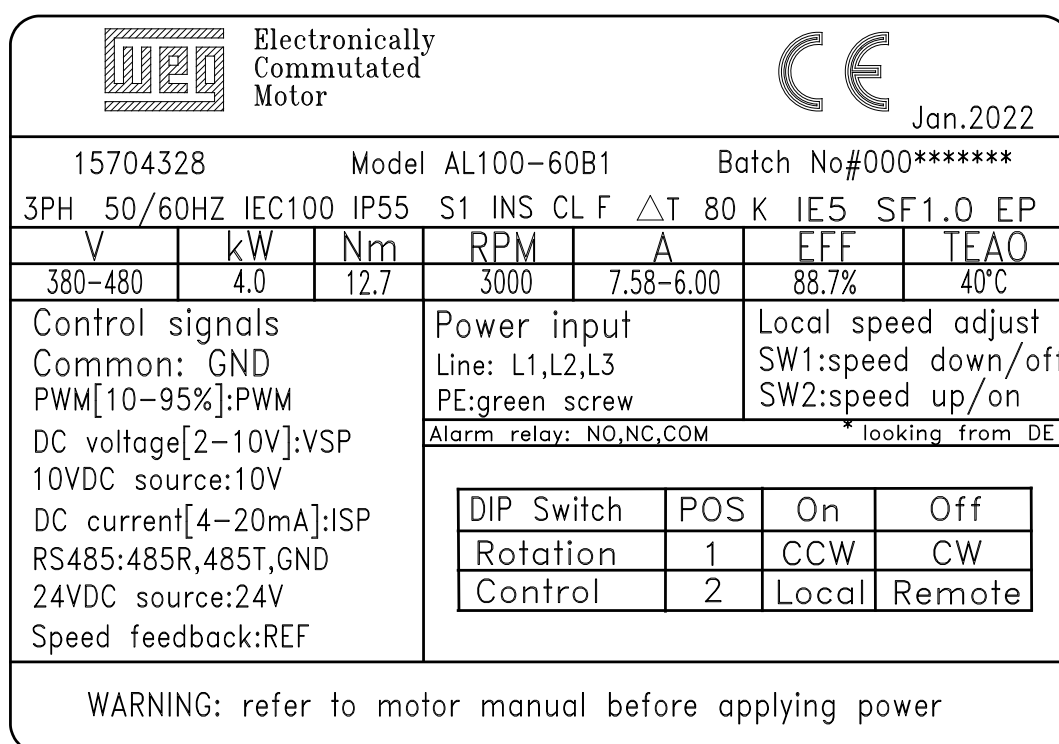 weg
Electronically
Commutated
Motor
CE
Jan.2022
15704328 Model AL100-60B1 Batch No#000*******
3PH 50/60HZ IEC100 IP55 S1 INS CL F △T 80 K IE5 SF1.0 EP
V kW Nm RPM A EFF TEAO
380-480 4.0 12.7 3000 7.58-6.00 88.7% 40°C
Control signals
Common: GND
PWM[10-95%]:PWM
DC voltage[2-10V]:VSP
10VDC source:10V
DC current[4-20mA]:ISP
RS485:485R,485T,GND
24VDC source:24V
Speed feedback:REF
Power input
Line: L1,L2,L3
PE:green screw
Local speed adjust
SW1:speed down/off
SW2:speed up/on
Alarm relay: NO,NC,COM * looking from DE
DIP Switch POS On Off
Rotation 1 CCW CW
Control 2 Local Remote
WARNING: refer to motor manual before applying power